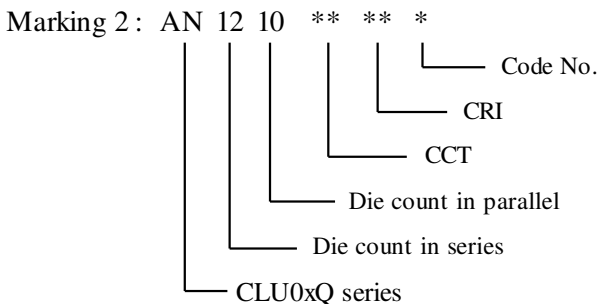 Marking 2 : AN 12 10 ** ** *
Code No.
CRI
CCT
Die count in parallel
Die count in series
CLU0xQ series